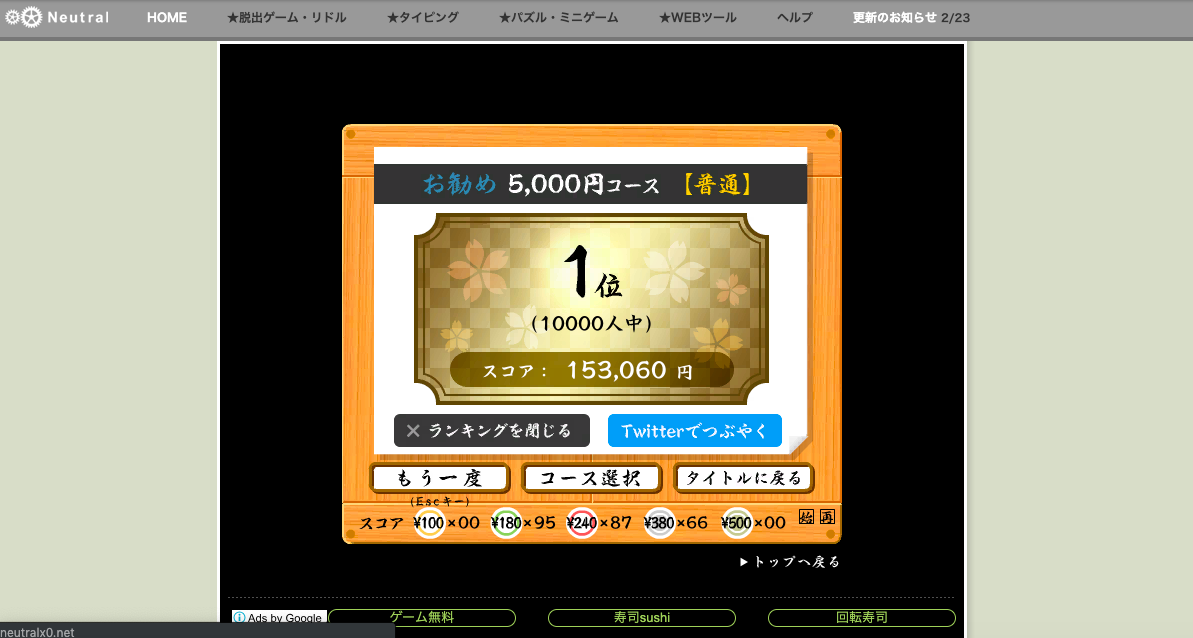 Neutral HOME ★脱出ゲーム・リドル ★タイピング ★パズル・ミニゲーム ★WEBツール ヘルプ 更新のお知らせ 2/23
お勧め 5,000円コース 【普通】
1位
(10000人中)
スコア： 153,060 円
× ランキングを閉じる Twitterでつぶやく
もう一度 コース選択 タイトルに戻る
(Escキー)
スコア ¥100×00 ¥180×95 ¥240×87 ¥380×66 ¥500×00 始 再
▶トップへ戻る
Ads by Google ゲーム無料 寿司sushi 回転寿司
neutralx0.net